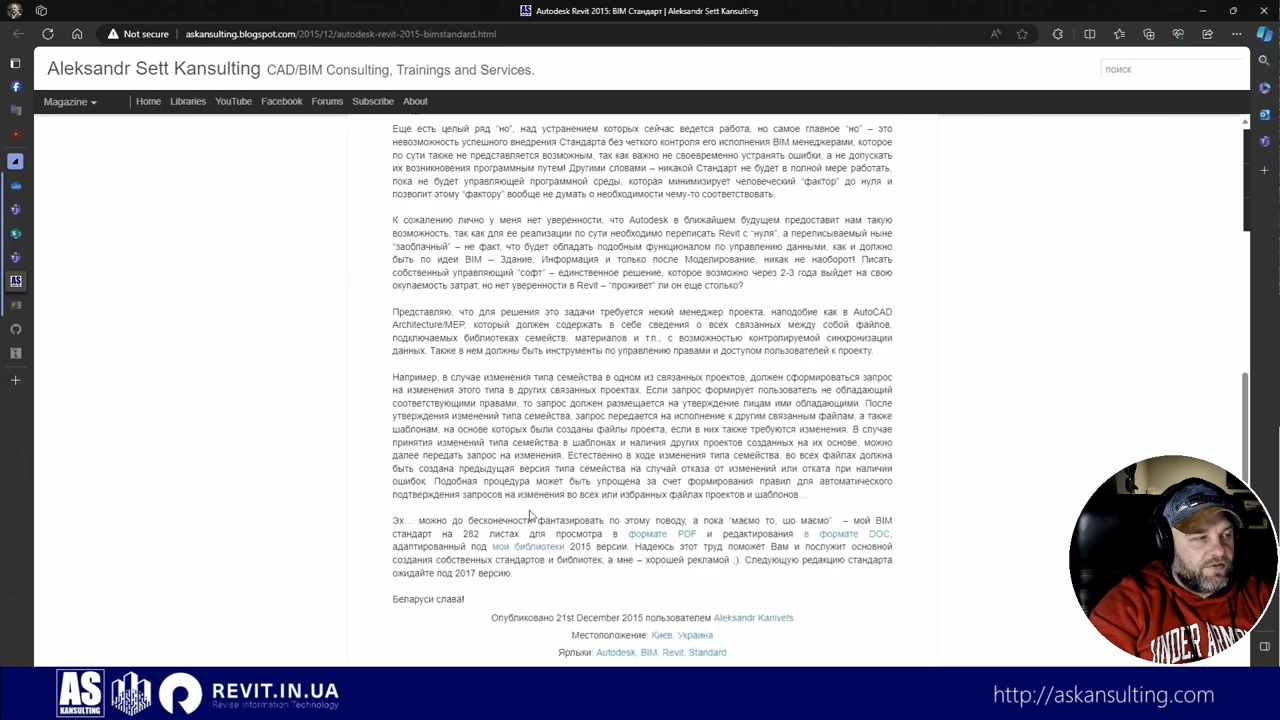 Autodesk Revit 2015: BIM Стандарт | Aleksandr Sett Kansulting
Not secure
askansulting.blogspot.com/2015/12/autodesk-revit-2015-bimstandard.html
Aleksandr Sett Kansulting CAD/BIM Consulting, Trainings and Services.
поиск
Magazine Home Libraries YouTube Facebook Forums Subscribe About
Еще есть целый ряд “но”, над устранением которых сейчас ведется работа, но самое главное “но” – это
невозможность успешного внедрения Стандарта без четкого контроля его исполнения BIM менеджерами, которое
по сути также не представляется возможным, так как важно не своевременно устранять ошибки, а не допускать
их возникновения программным путем! Другими словами – никакой Стандарт не будет в полной мере работать,
пока не будет управляющей программной среды, которая минимизирует человеческий “фактор” до нуля и
позволит этому “фактору” вообще не думать о необходимости чему-то соответствовать.
К сожалению лично у меня нет уверенности, что Autodesk в ближайшем будущем предоставит нам такую
возможность, так как для ее реализации по сути необходимо переписать Revit с “нуля”, а переписываемый ныне
“заоблачный” – не факт, что будет обладать подобным функционалом по управлению данными, как и должно
быть по идеи BIM – Здание, Информация и только после Моделирование, никак не наоборот! Писать
собственный управляющий “софт” – единственное решение, которое возможно через 2-3 года выйдет на свою
окупаемость затрат, но нет уверенности в Revit – “проживет” ли он еще столько?
Представляю, что для решения это задачи требуется некий менеджер проекта, наподобие как в AutoCAD
Architecture/MEP, который должен содержать в себе сведения о всех связанных между собой файлов,
подключаемых библиотеках семейств, материалов и т.п., с возможностью контролируемой синхронизации
данных. Также в нем должны быть инструменты по управлению правами и доступом пользователей к проекту.
Например, в случае изменения типа семейства в одном из связанных проектов, должен сформироваться запрос
на изменения этого типа в других связанных проектах. Если запрос формирует пользователь не обладающий
соответствующими правами, то запрос должен размещается на утверждение лицам ими обладающими. После
утверждения изменений типа семейства, запрос передается на исполнение к другим связанным файлам, а также
шаблонам, на основе которых были созданы файлы проекта, если в них также требуются изменения. В случае
принятия изменений типа семейства в шаблонах и наличия других проектов созданных на их основе, можно
далее передать запрос на изменения. Естественно в ходе изменения типа семейства, во всех файлах должна
быть создана предыдущая версия типа семейства на случай отказа от изменений или отката при наличии
ошибок. Подобная процедура может быть упрощена за счет формирования правил для автоматического
подтверждения запросов на изменения во всех или избранных файлах проектов и шаблонов…
Эх… можно до бесконечности фантазировать по этому поводу, а пока “маємо то, шо маємо” – мой BIM
стандарт на 282 листах для просмотра в формате PDF и редактирования в формате DOC,
адаптированный под мои библиотеки 2015 версии. Надеюсь этот труд поможет Вам и послужит основной
создания собственных стандартов и библиотек, а мне – хорошей рекламой ;). Следующую редакцию стандарта
ожидайте под 2017 версию.
Беларуси слава!
Опубликовано 21st December 2015 пользователем Aleksandr Kanivets
Местоположение: Киев, Украина
Ярлыки: Autodesk, BIM, Revit, Standard
UNDER ARMO
AS
KANSULTING
REVIT.IN.UA
Revise Information Technology
http://askansulting.com